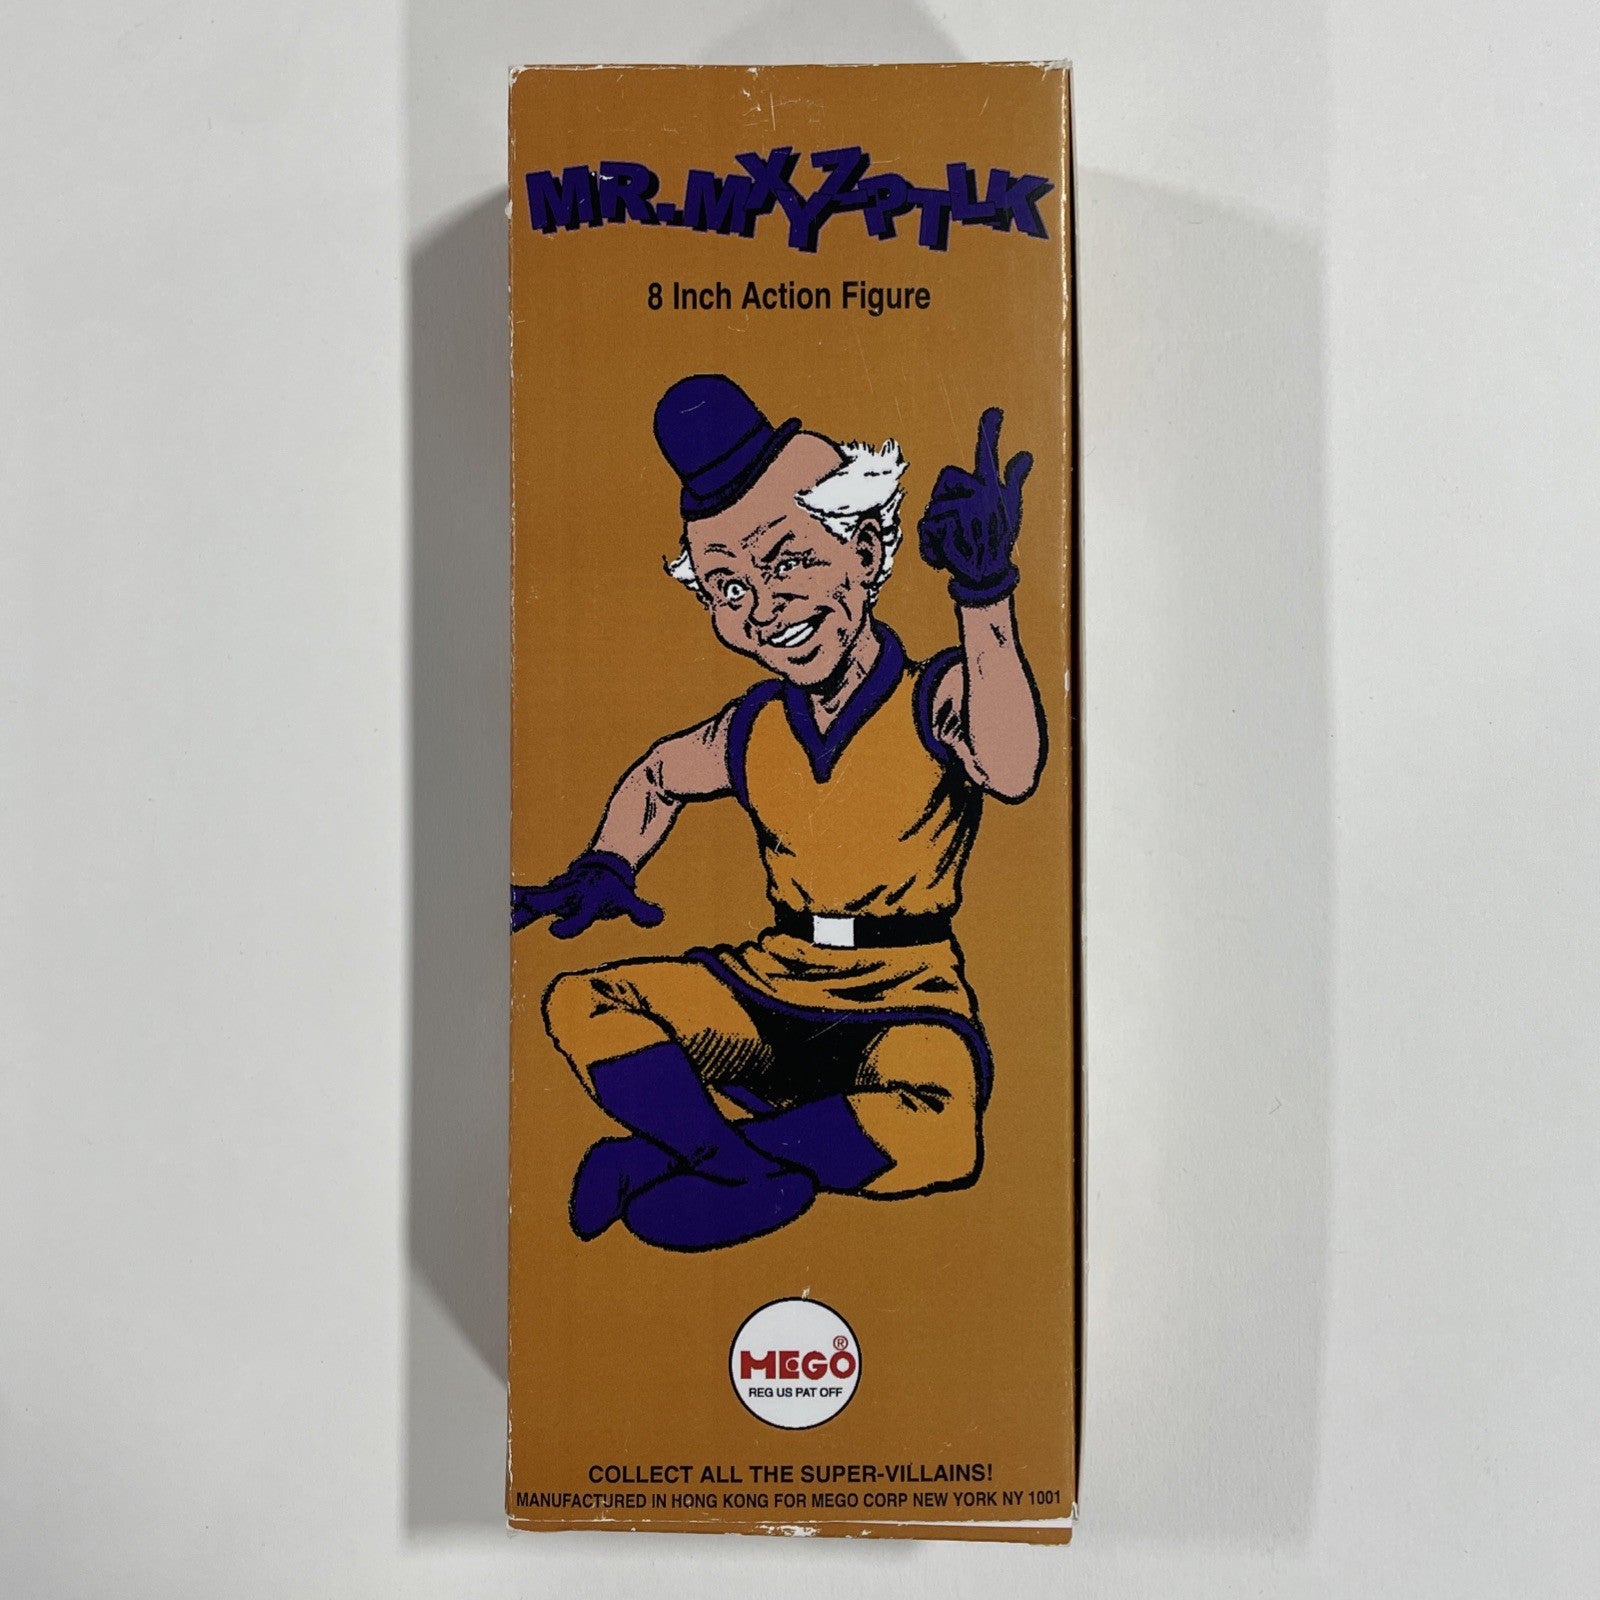 MR. MXYZPTLK
8 Inch Action Figure
MEGO®
REG US PAT OFF
COLLECT ALL THE SUPER-VILLAINS!
MANUFACTURED IN HONG KONG FOR MEGO CORP NEW YORK NY 1001